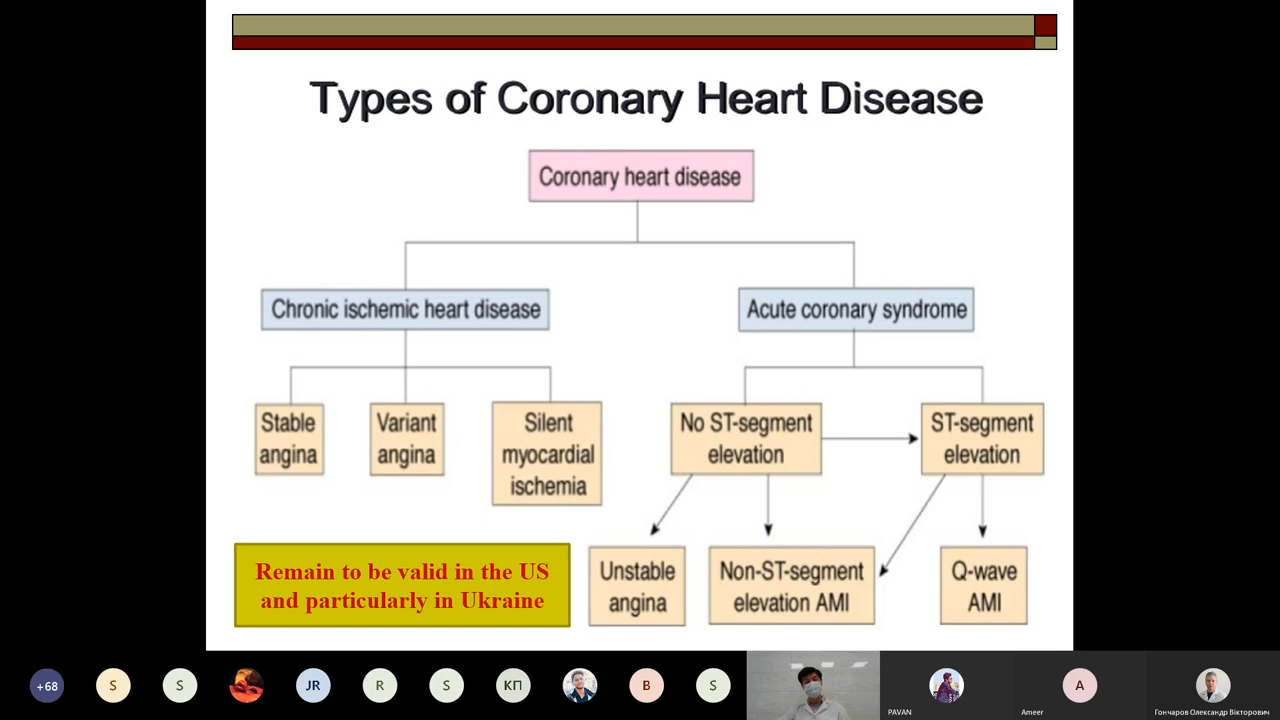 Types of Coronary Heart Disease
Coronary heart disease
Chronic ischemic heart disease
Acute coronary syndrome
Stable
angina
Variant
angina
Silent
myocardial
ischemia
No ST-segment
elevation
ST-segment
elevation
Remain to be valid in the US
and particularly in Ukraine
Unstable
angina
Non-ST-segment
elevation AMI
Q-wave
AMI
+68
S
S
JR
R
S
КП
B
S
PAVAN
A
Ameer
Гончаров Олександр Вікторович